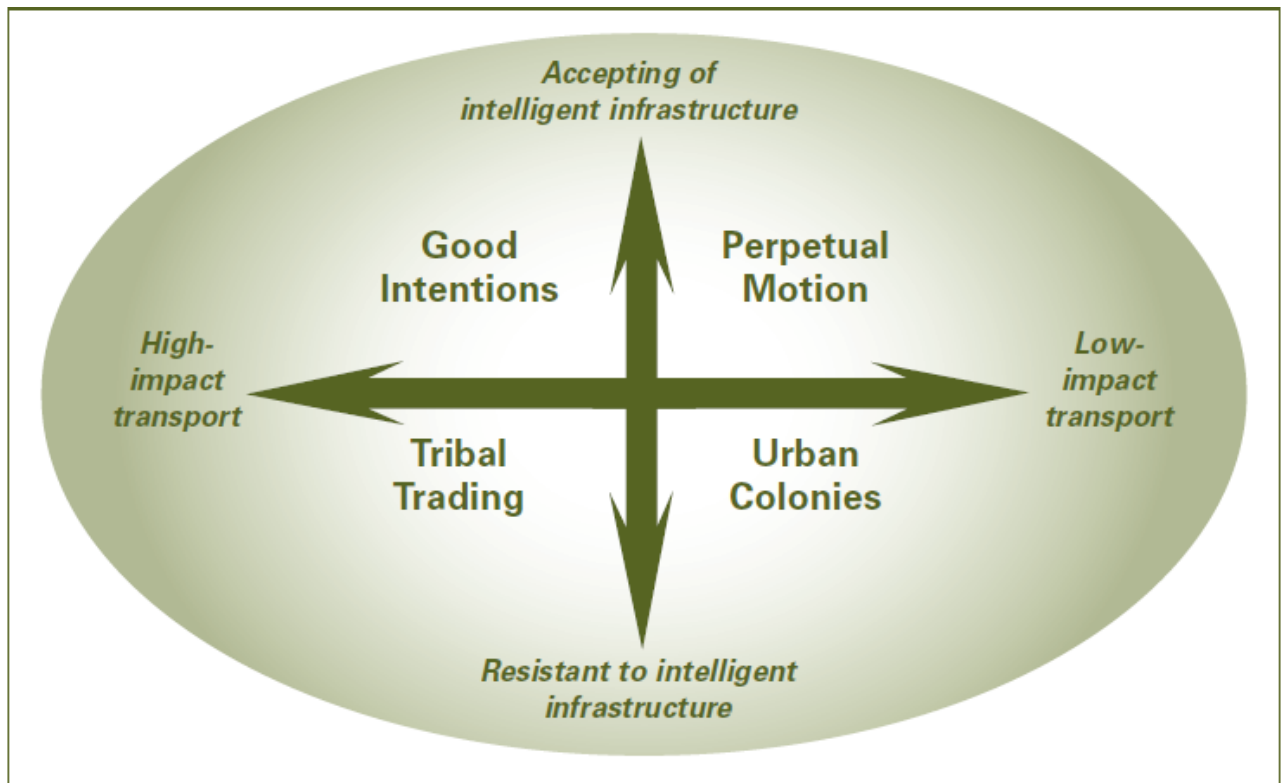 Accepting of
intelligent infrastructure
Good
Intentions
Perpetual
Motion
High-
impact
transport
Low-
impact
transport
Tribal
Trading
Urban
Colonies
Resistant to intelligent
infrastructure